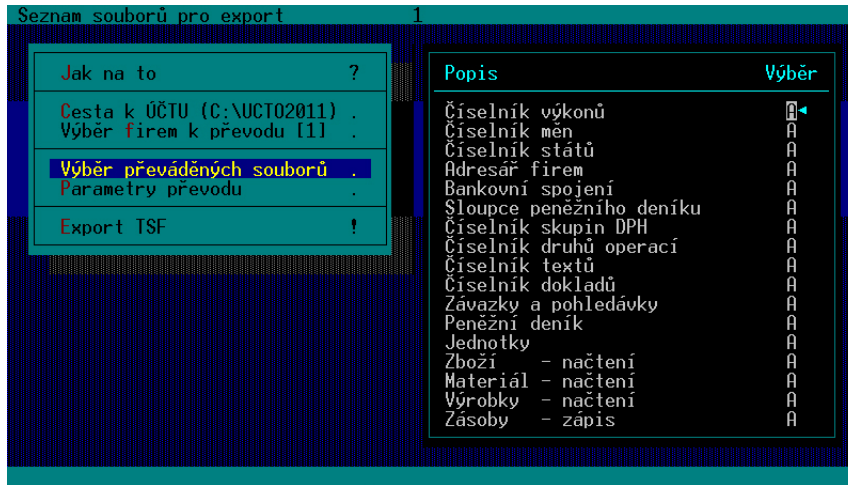 Seznam souborů pro export 1
Jak na to ?
Cesta k ÚČTU (C:\UCTO2011) .
Výběr firem k převodu [1] .
Výběr převáděných souborů .
Parametry převodu .
Export TSF !
Popis Výběr
Číselník výkonů A
Číselník měn A
Číselník států A
Adresář firem A
Bankovní spojení A
Sloupce peněžního deníku A
Číselník skupin DPH A
Číselník druhů operací A
Číselník textů A
Číselník dokladů A
Závazky a pohledávky A
Peněžní deník A
Jednotky A
Zboží - načtení A
Materiál - načtení A
Výrobky - načtení A
Zásoby - zápis A